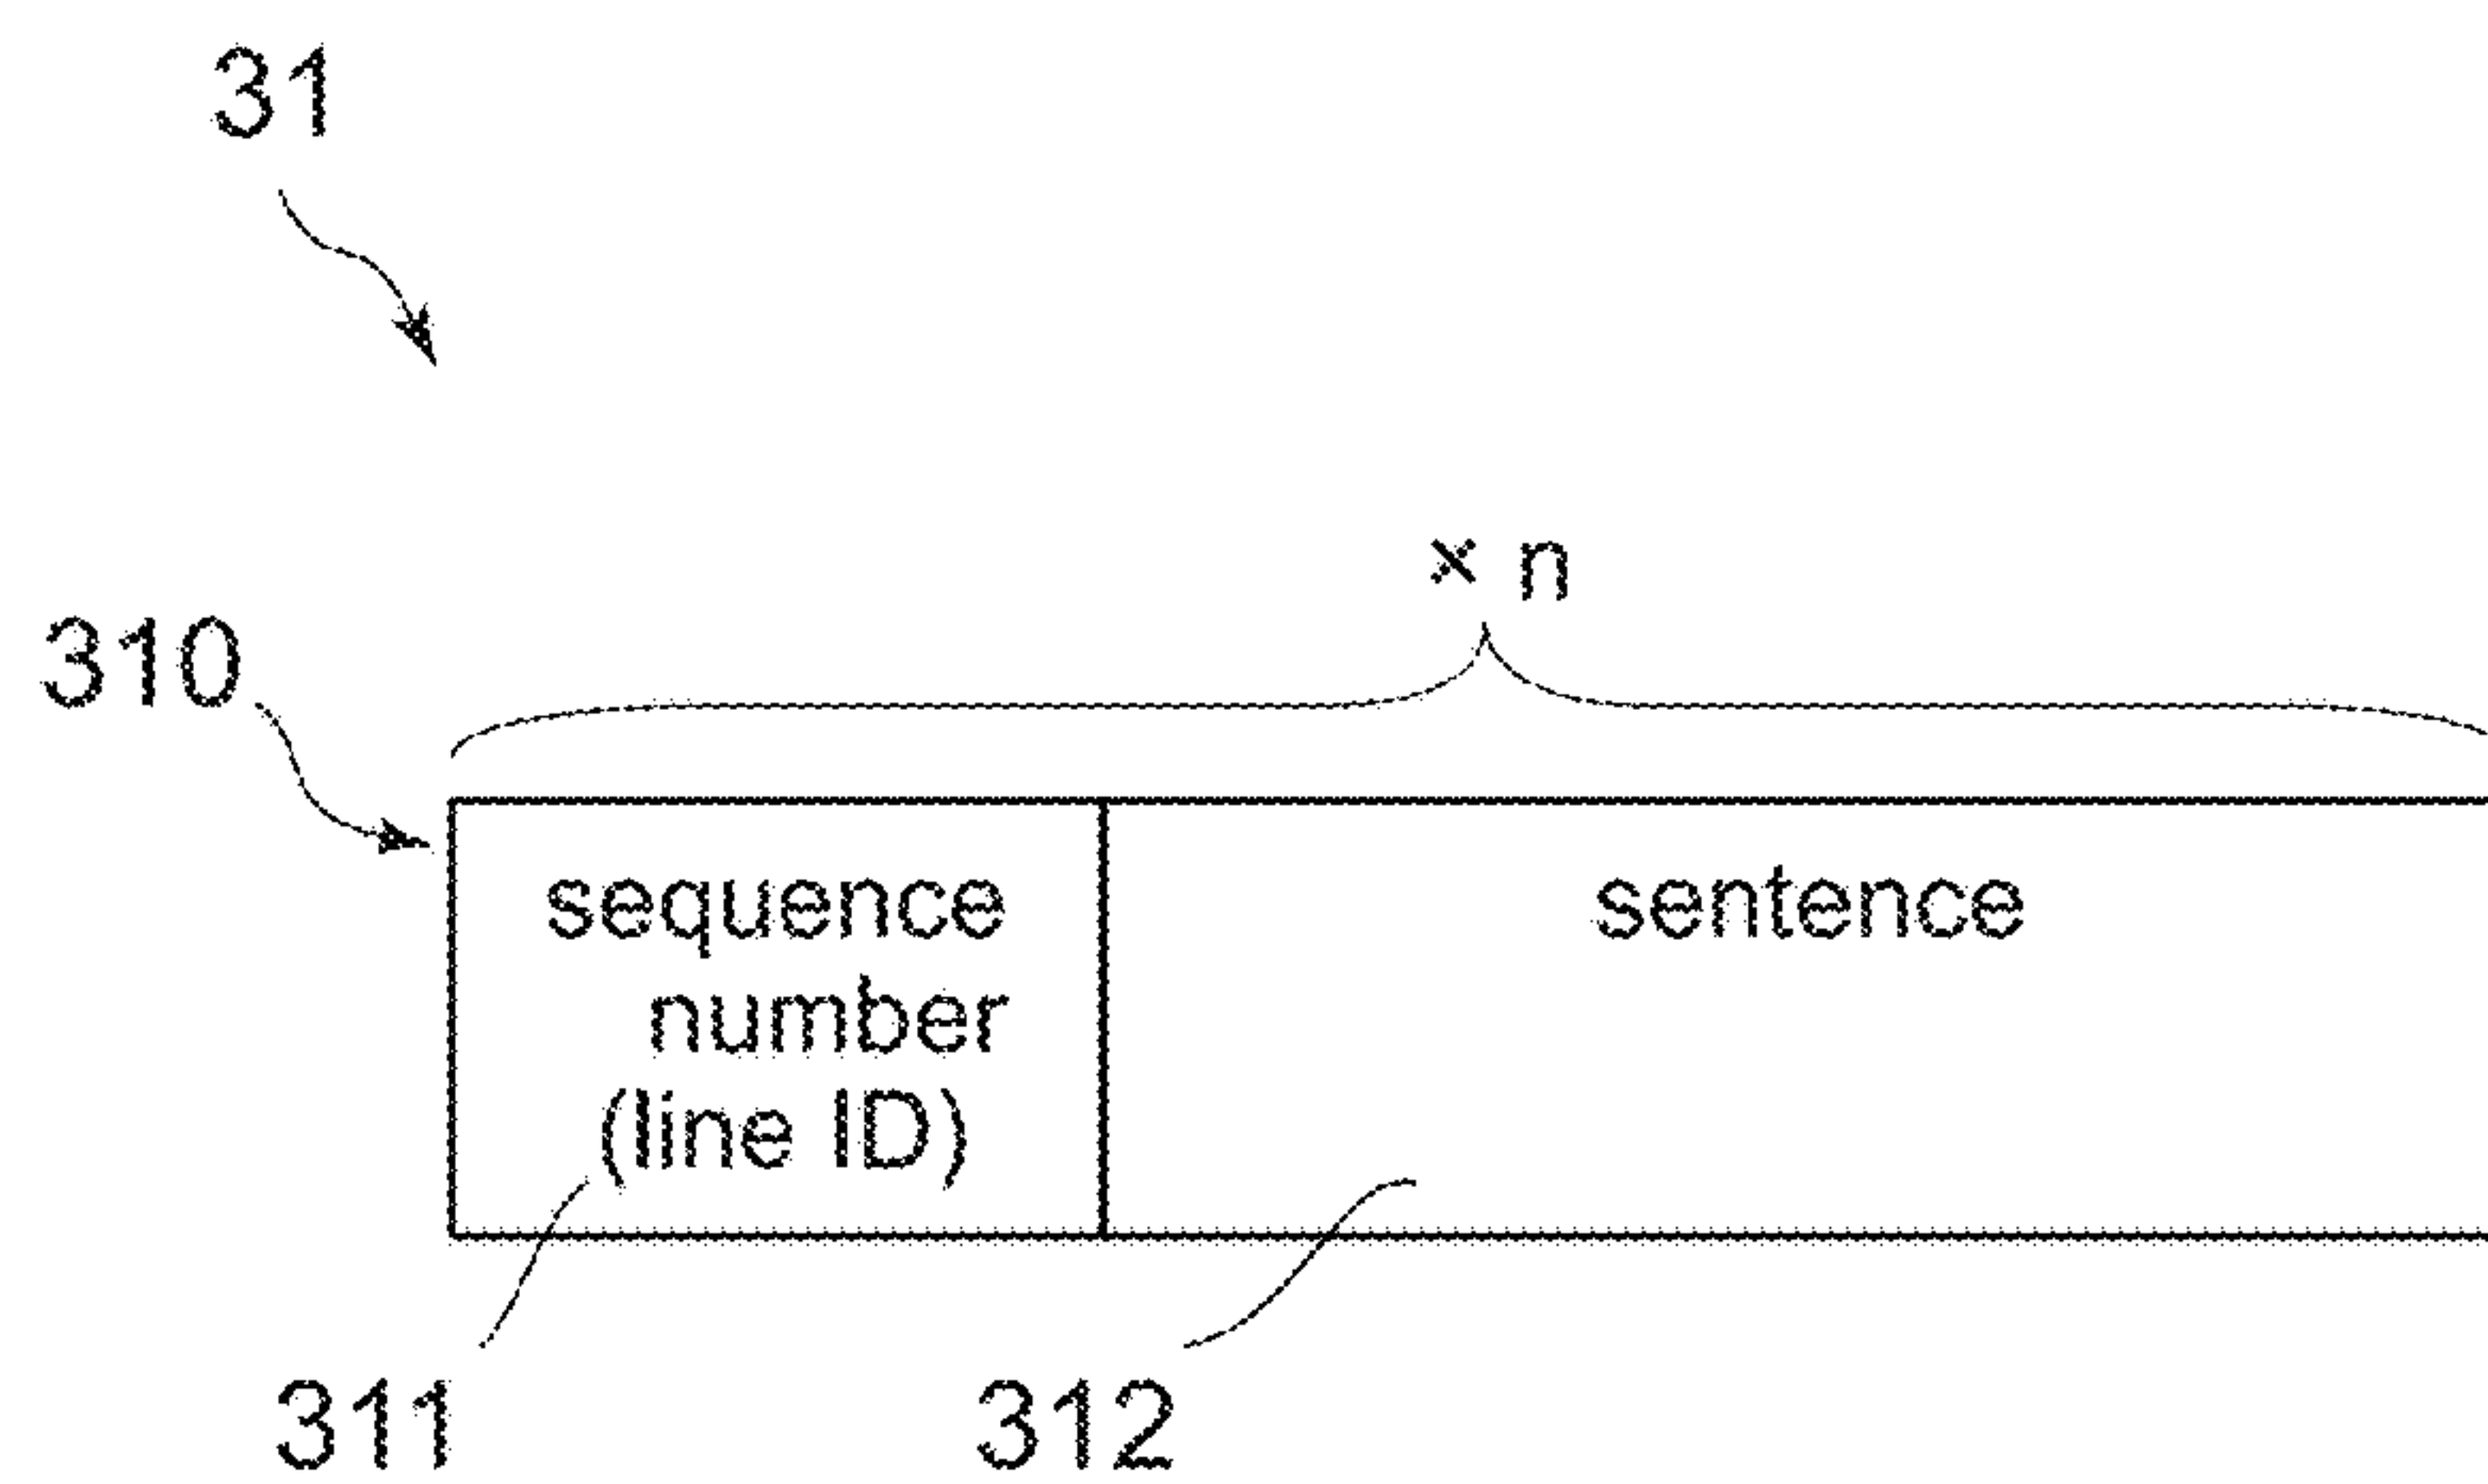 31
× n
310
sequence
number
(line ID)
sentence
311
312